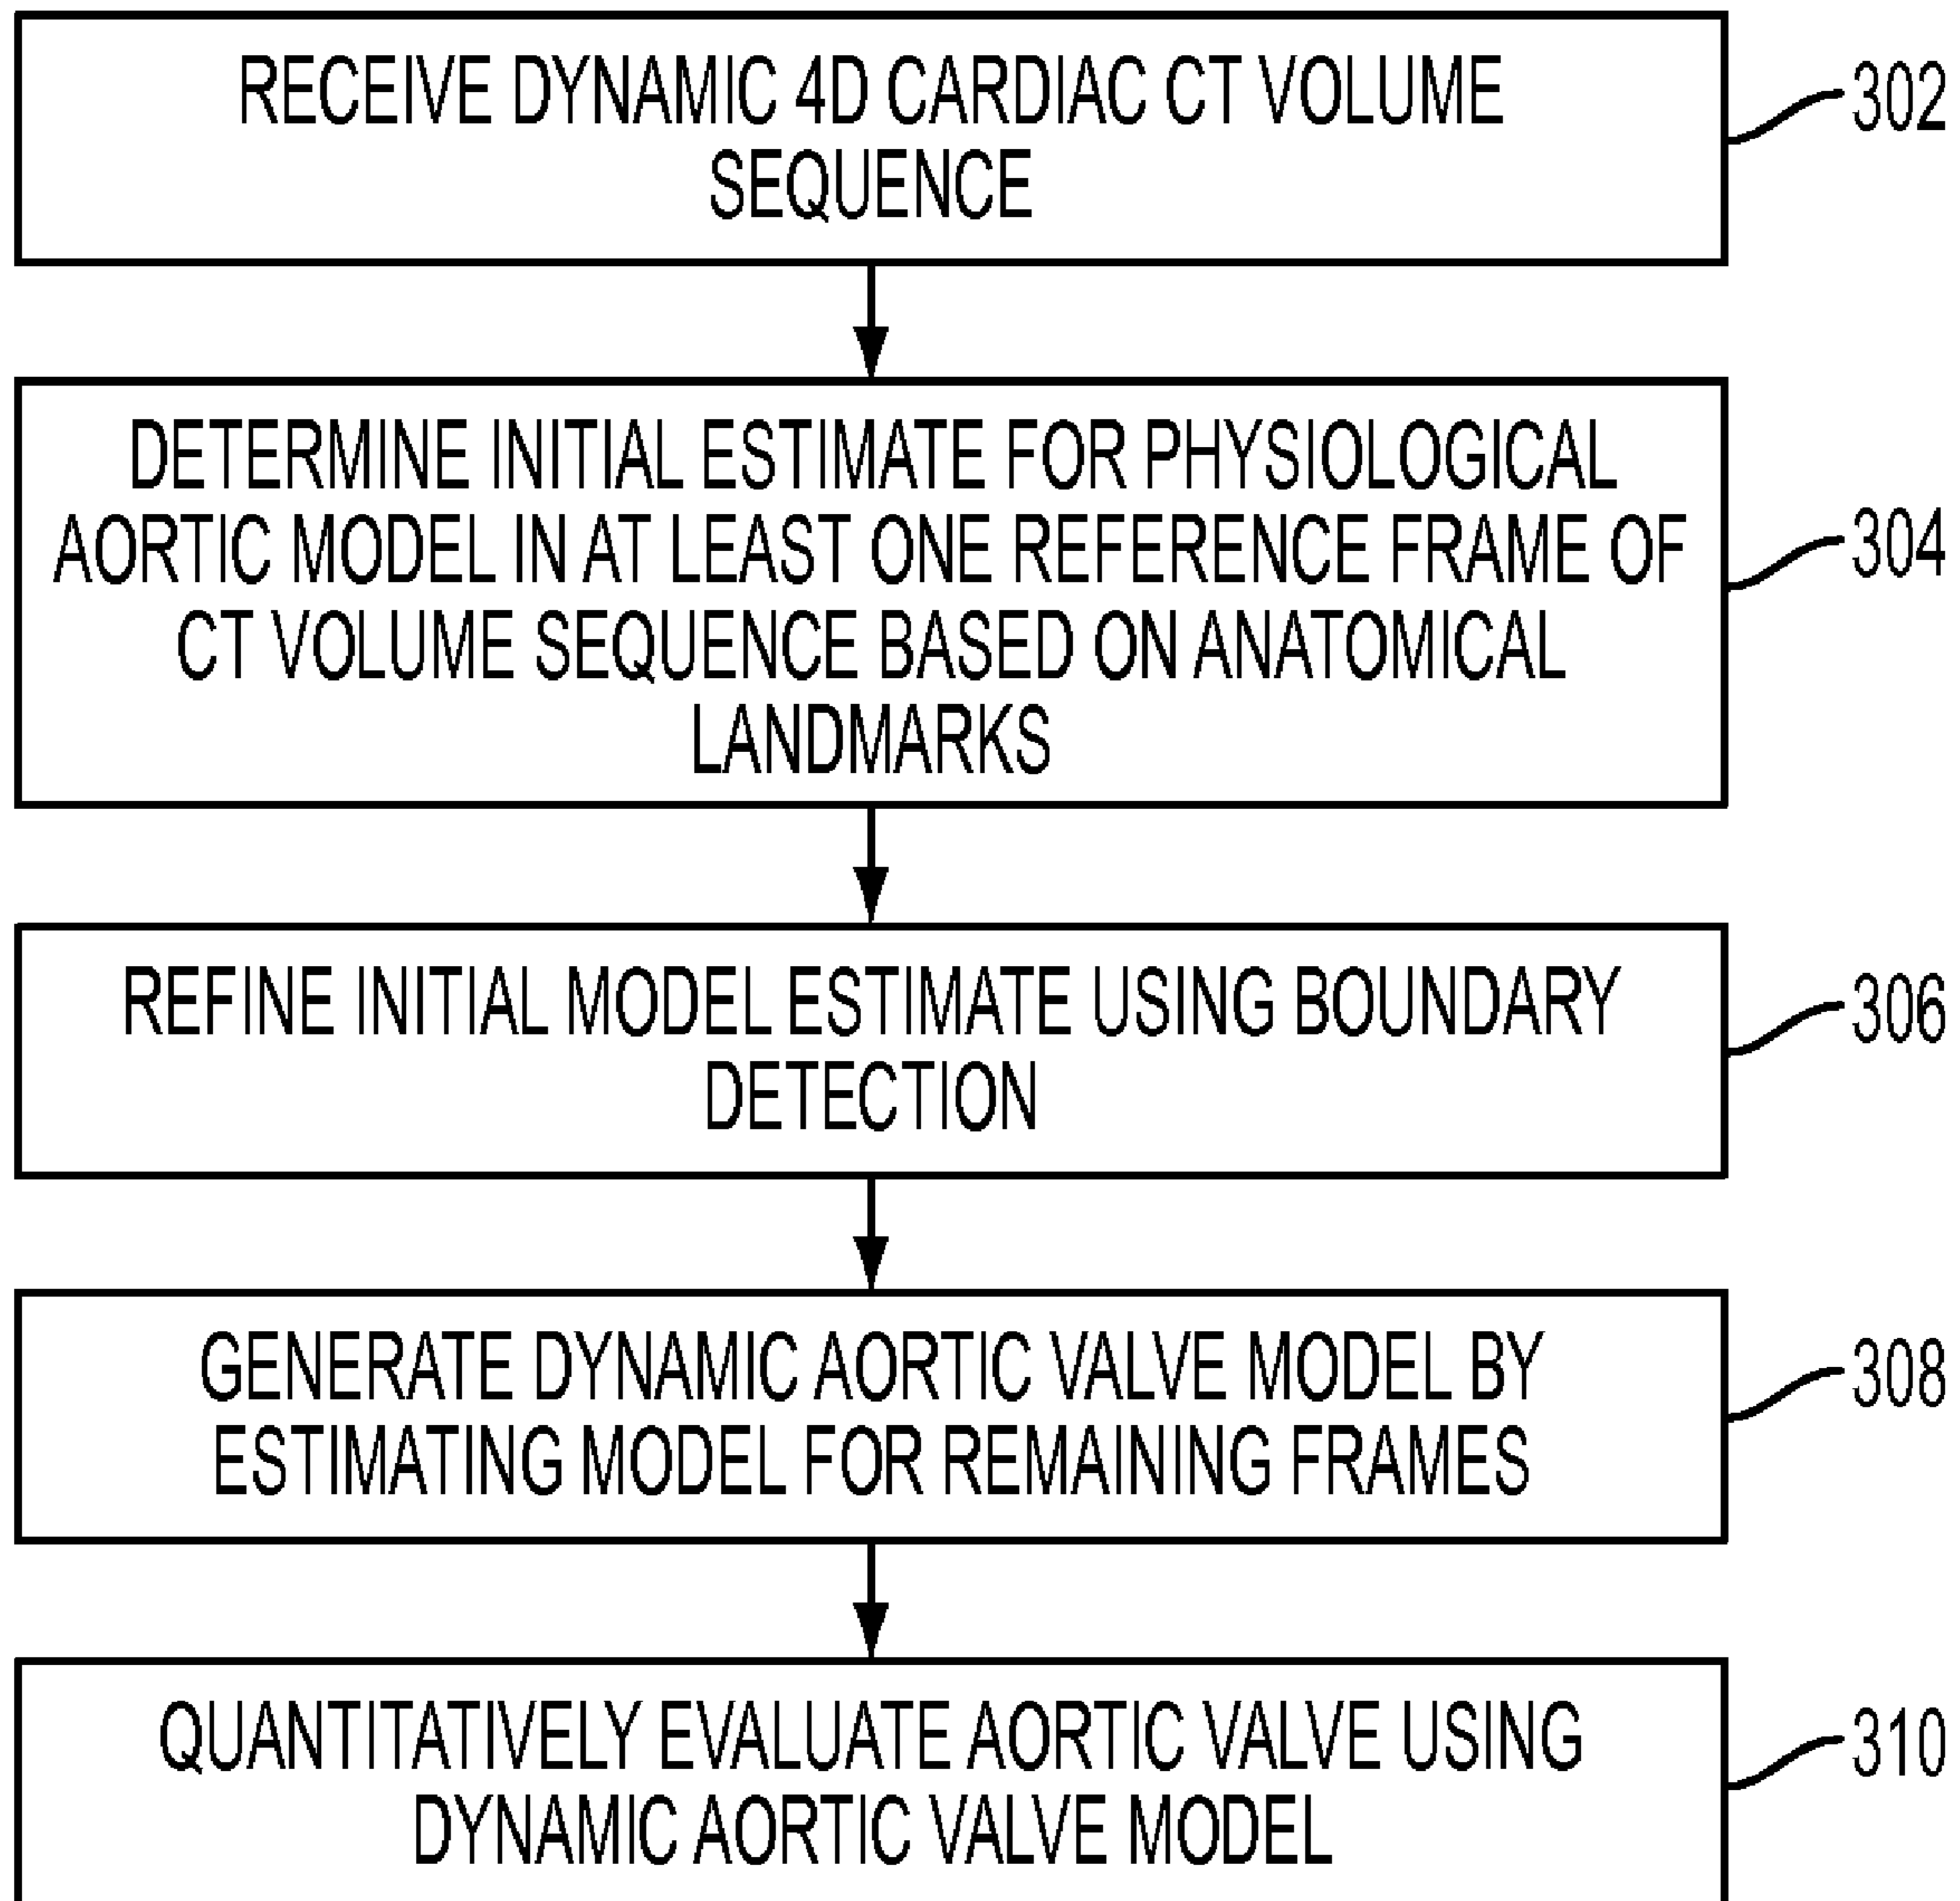 RECEIVE DYNAMIC 4D CARDIAC CT VOLUME
SEQUENCE
302
DETERMINE INITIAL ESTIMATE FOR PHYSIOLOGICAL
AORTIC MODEL IN AT LEAST ONE REFERENCE FRAME OF
CT VOLUME SEQUENCE BASED ON ANATOMICAL
LANDMARKS
304
REFINE INITIAL MODEL ESTIMATE USING BOUNDARY
DETECTION
306
GENERATE DYNAMIC AORTIC VALVE MODEL BY
ESTIMATING MODEL FOR REMAINING FRAMES
308
QUANTITATIVELY EVALUATE AORTIC VALVE USING
DYNAMIC AORTIC VALVE MODEL
310